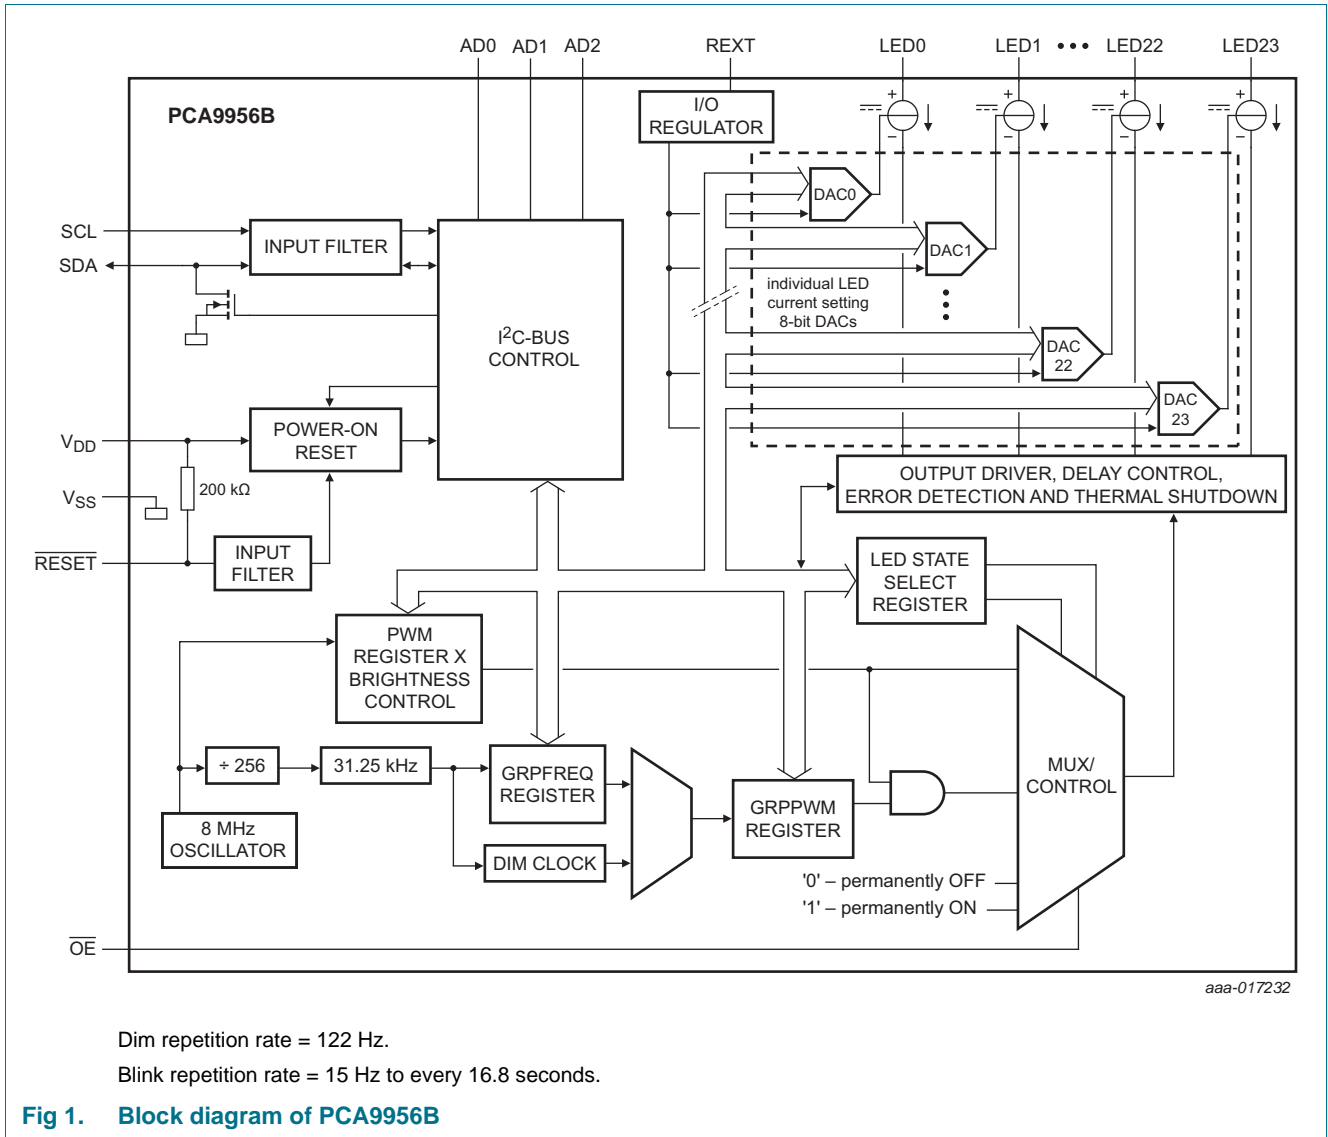 AD0 AD1 AD2 REXT LED0 LED1 ••• LED22 LED23
PCA9956B
I/O
REGULATOR
+ + + +
− − − −
DAC0
SCL
INPUT FILTER
SDA
DAC1
individual LED
current setting
8-bit DACs
I²C-BUS
CONTROL
DAC
22
DAC
23
VDD
POWER-ON
RESET
200 kΩ
VSS
OUTPUT DRIVER, DELAY CONTROL,
ERROR DETECTION AND THERMAL SHUTDOWN
RESET
INPUT
FILTER
LED STATE
SELECT
REGISTER
PWM
REGISTER X
BRIGHTNESS
CONTROL
÷ 256
31.25 kHz
GRPFREQ
REGISTER
MUX/
CONTROL
GRPPWM
REGISTER
8 MHz
OSCILLATOR
DIM CLOCK
'0' – permanently OFF
'1' – permanently ON
OE
aaa-017232
Dim repetition rate = 122 Hz.
Blink repetition rate = 15 Hz to every 16.8 seconds.
Fig 1. Block diagram of PCA9956B